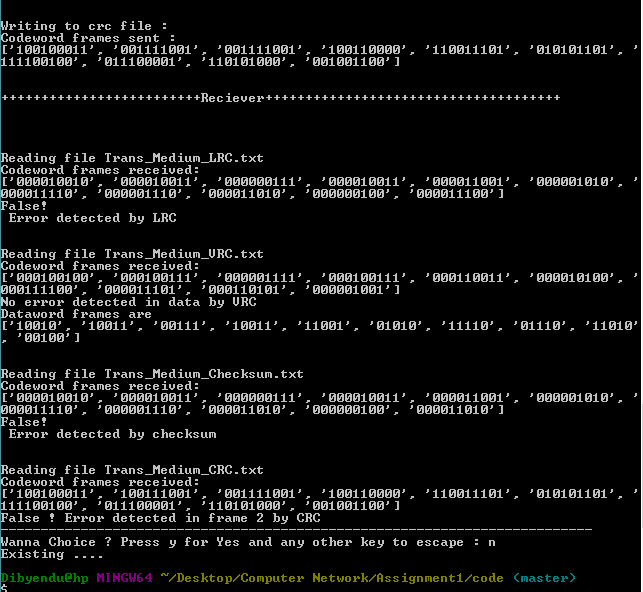 Writing to crc file :
Codeword frames sent :
['100100011', '001111001', '001111001', '100110000', '110011101', '010101101', '
111100100', '011100001', '110101000', '001001100']
+++++++++++++++++++++++++Reciever+++++++++++++++++++++++++++++++++++++
Reading file Trans_Medium_LRC.txt
Codeword frames received:
['000010010', '000010011', '000000111', '000010011', '000011001', '000001010', '
000011110', '000001110', '000011010', '000000100', '000011100']
False!
 Error detected by LRC
Reading file Trans_Medium_VRC.txt
Codeword frames received:
['000100100', '000100111', '000001111', '000100111', '000110011', '000010100', '
000111100', '000011101', '000110101', '000001001']
No error detected in data by VRC
Dataword frames are
['10010', '10011', '00111', '10011', '11001', '01010', '11110', '01110', '11010'
, '00100']
Reading file Trans_Medium_Checksum.txt
Codeword frames received:
['000010010', '000010011', '000000111', '000010011', '000011001', '000001010', '
000011110', '000001110', '000011010', '000000100', '000011010']
False!
 Error detected by checksum
Reading file Trans_Medium_CRC.txt
Codeword frames received:
['100100011', '100111001', '001111001', '100110000', '110011101', '010101101', '
111100100', '011100001', '110101000', '001001100']
False ! Error detected in frame 2 by CRC
--------------------------------------------------------------------------
Wanna Choice ? Press y for Yes and any other key to escape : n
Existing ....
Dibyendu@hp MINGW64 ~/Desktop/Computer Network/Assignment1/code (master)
$